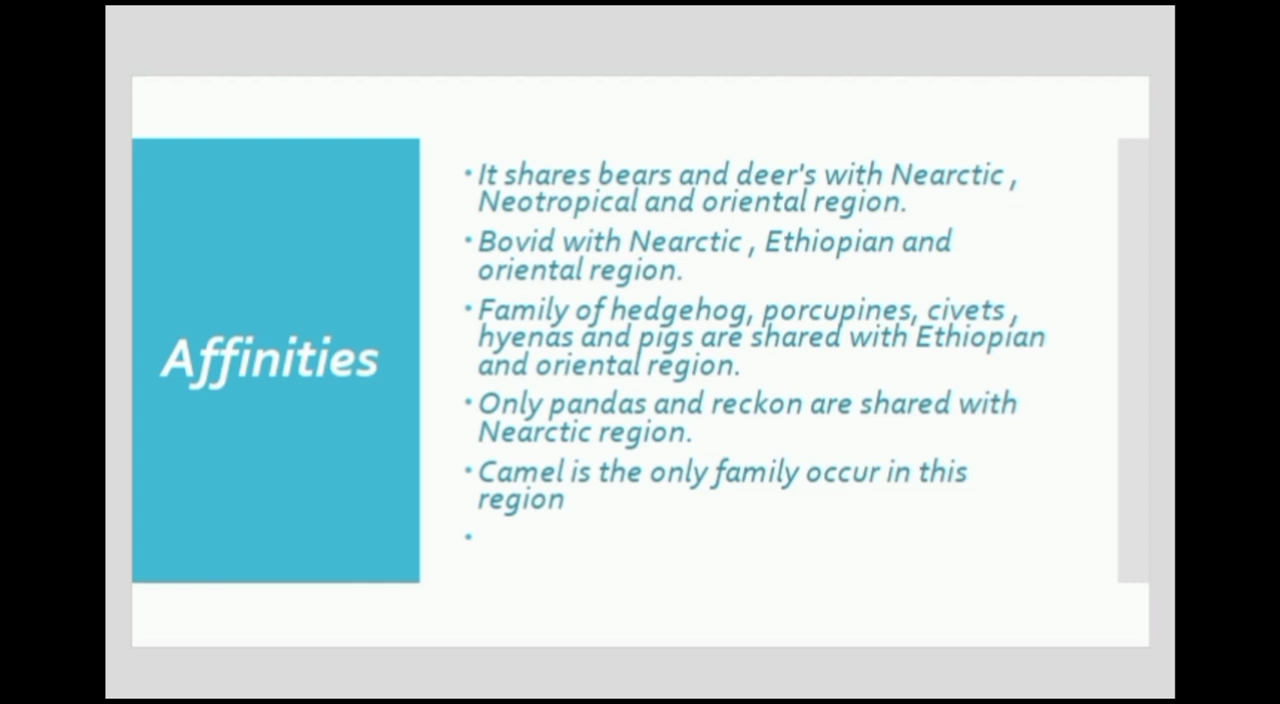 Affinities
• It shares bears and deer's with Nearctic ,
Neotropical and oriental region.
• Bovid with Nearctic , Ethiopian and
oriental region.
• Family of hedgehog, porcupines, civets ,
hyenas and pigs are shared with Ethiopian
and oriental region.
• Only pandas and reckon are shared with
Nearctic region.
• Camel is the only family occur in this
region
•